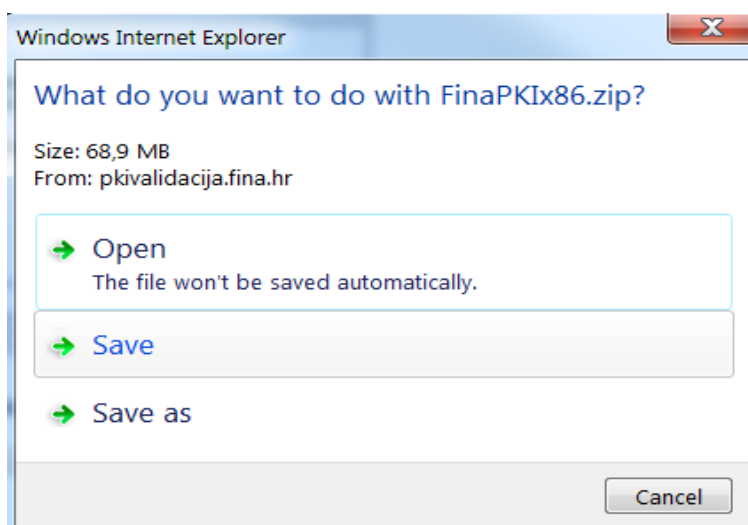 Windows Internet Explorer
What do you want to do with FinaPKIx86.zip?
Size: 68,9 MB
From: pkivalidacija.fina.hr
Open
The file won't be saved automatically.
Save
Save as
Cancel